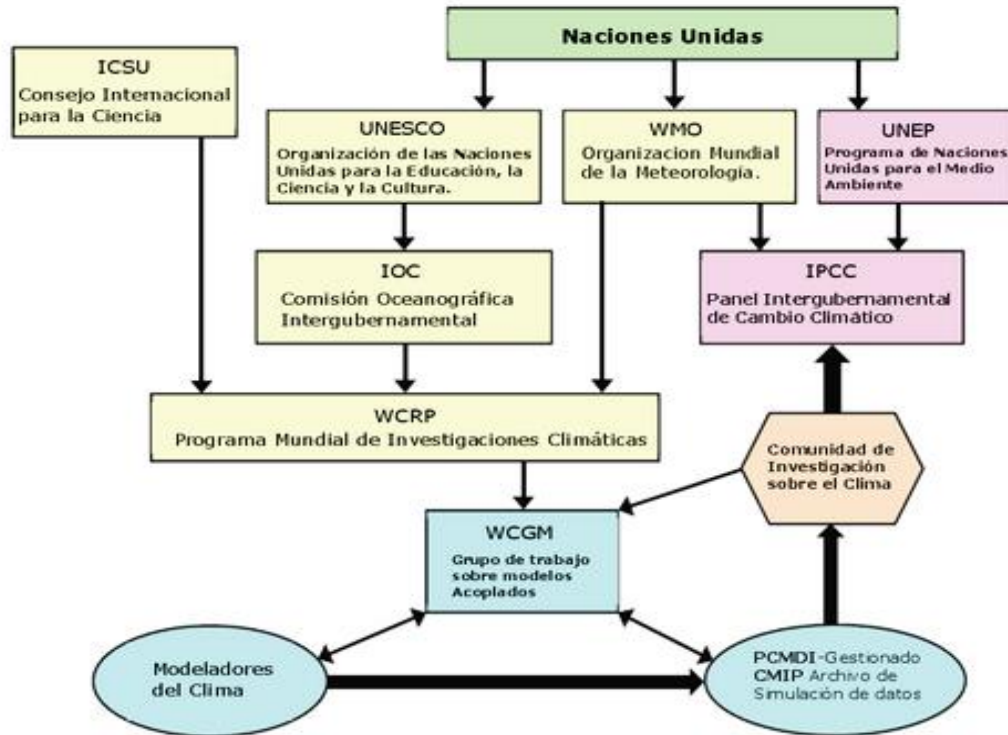 Naciones Unidas
ICSU
Consejo Internacional
para la Ciencia
UNESCO
Organización de las Naciones
Unidas para la Educación, la
Ciencia y la Cultura.
WMO
Organizacion Mundial
de la Meteorología.
UNEP
Programa de Naciones
Unidas para el Medio
Ambiente
IOC
Comisión Oceanográfica
Intergubernamental
IPCC
Panel Intergubernamental
de Cambio Climático
WCRP
Programa Mundial de Investigaciones Climáticas
Comunidad de
Investigación
sobre el Clima
WCGM
Grupo de trabajo
sobre modelos
Acoplados
Modeladores
del Clima
PCMDI-Gestionado
CMIP Archivo de
Simulación de datos